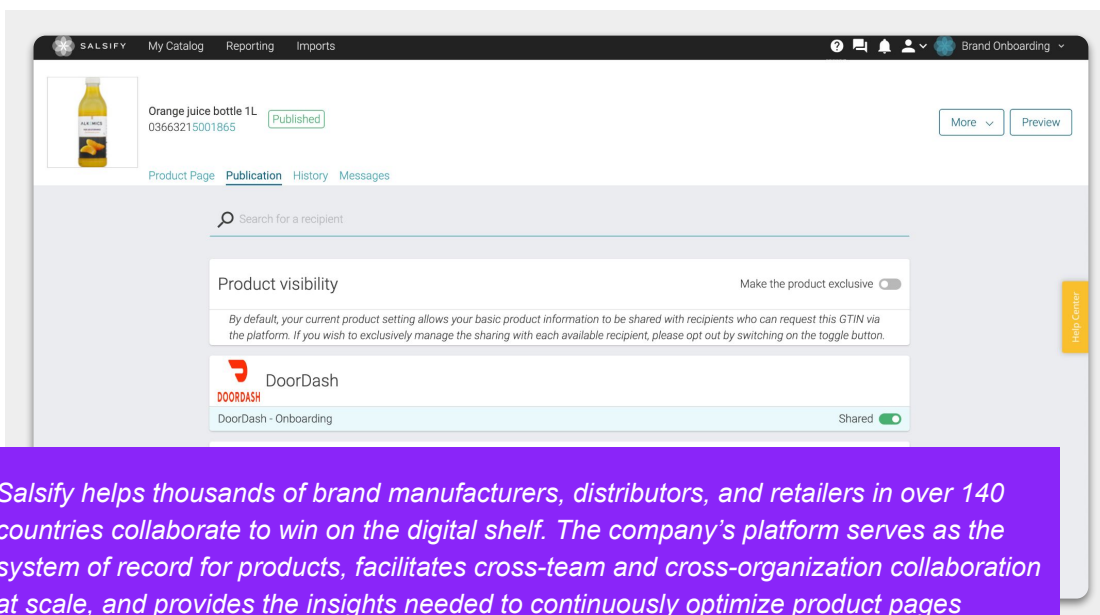 SALSIFY My Catalog Reporting Imports Brand Onboarding
Orange juice bottle 1L Published
03663215001865
More Preview
ALKEMICS
Product Page Publication History Messages
Search for a recipient
Product visibility Make the product exclusive
By default, your current product setting allows your basic product information to be shared with recipients who can request this GTIN via
the platform. If you wish to exclusively manage the sharing with each available recipient, please opt out by switching on the toggle button.
Help Center
DoorDash
DOORDASH
DoorDash - Onboarding Shared
Salsify helps thousands of brand manufacturers, distributors, and retailers in over 140
countries collaborate to win on the digital shelf. The company's platform serves as the
system of record for products, facilitates cross-team and cross-organization collaboration
at scale, and provides the insights needed to continuously optimize product pages